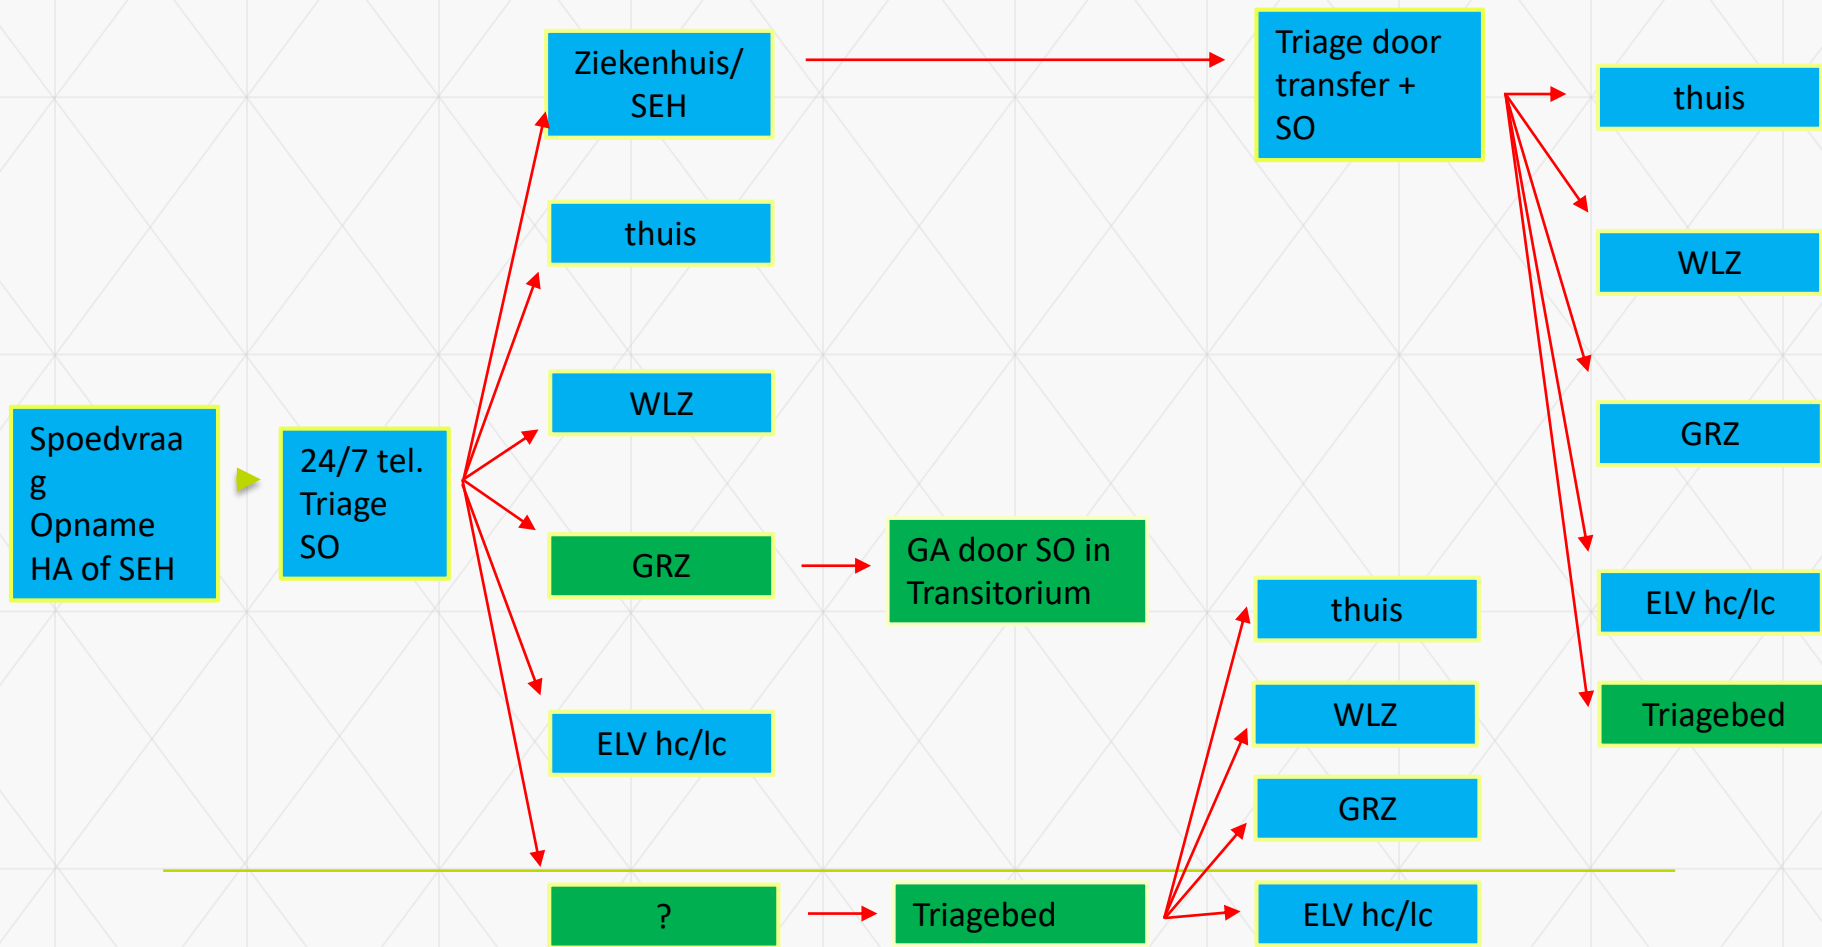 Spoedvraa
g
Opname
HA of SEH
24/7 tel.
Triage
SO
Ziekenhuis/
SEH
thuis
WLZ
GRZ
ELV hc/lc
?
GA door SO in
Transitorium
Triagebed
Triage door
transfer +
SO
thuis
WLZ
GRZ
ELV hc/lc
thuis
WLZ
GRZ
ELV hc/lc
Triagebed